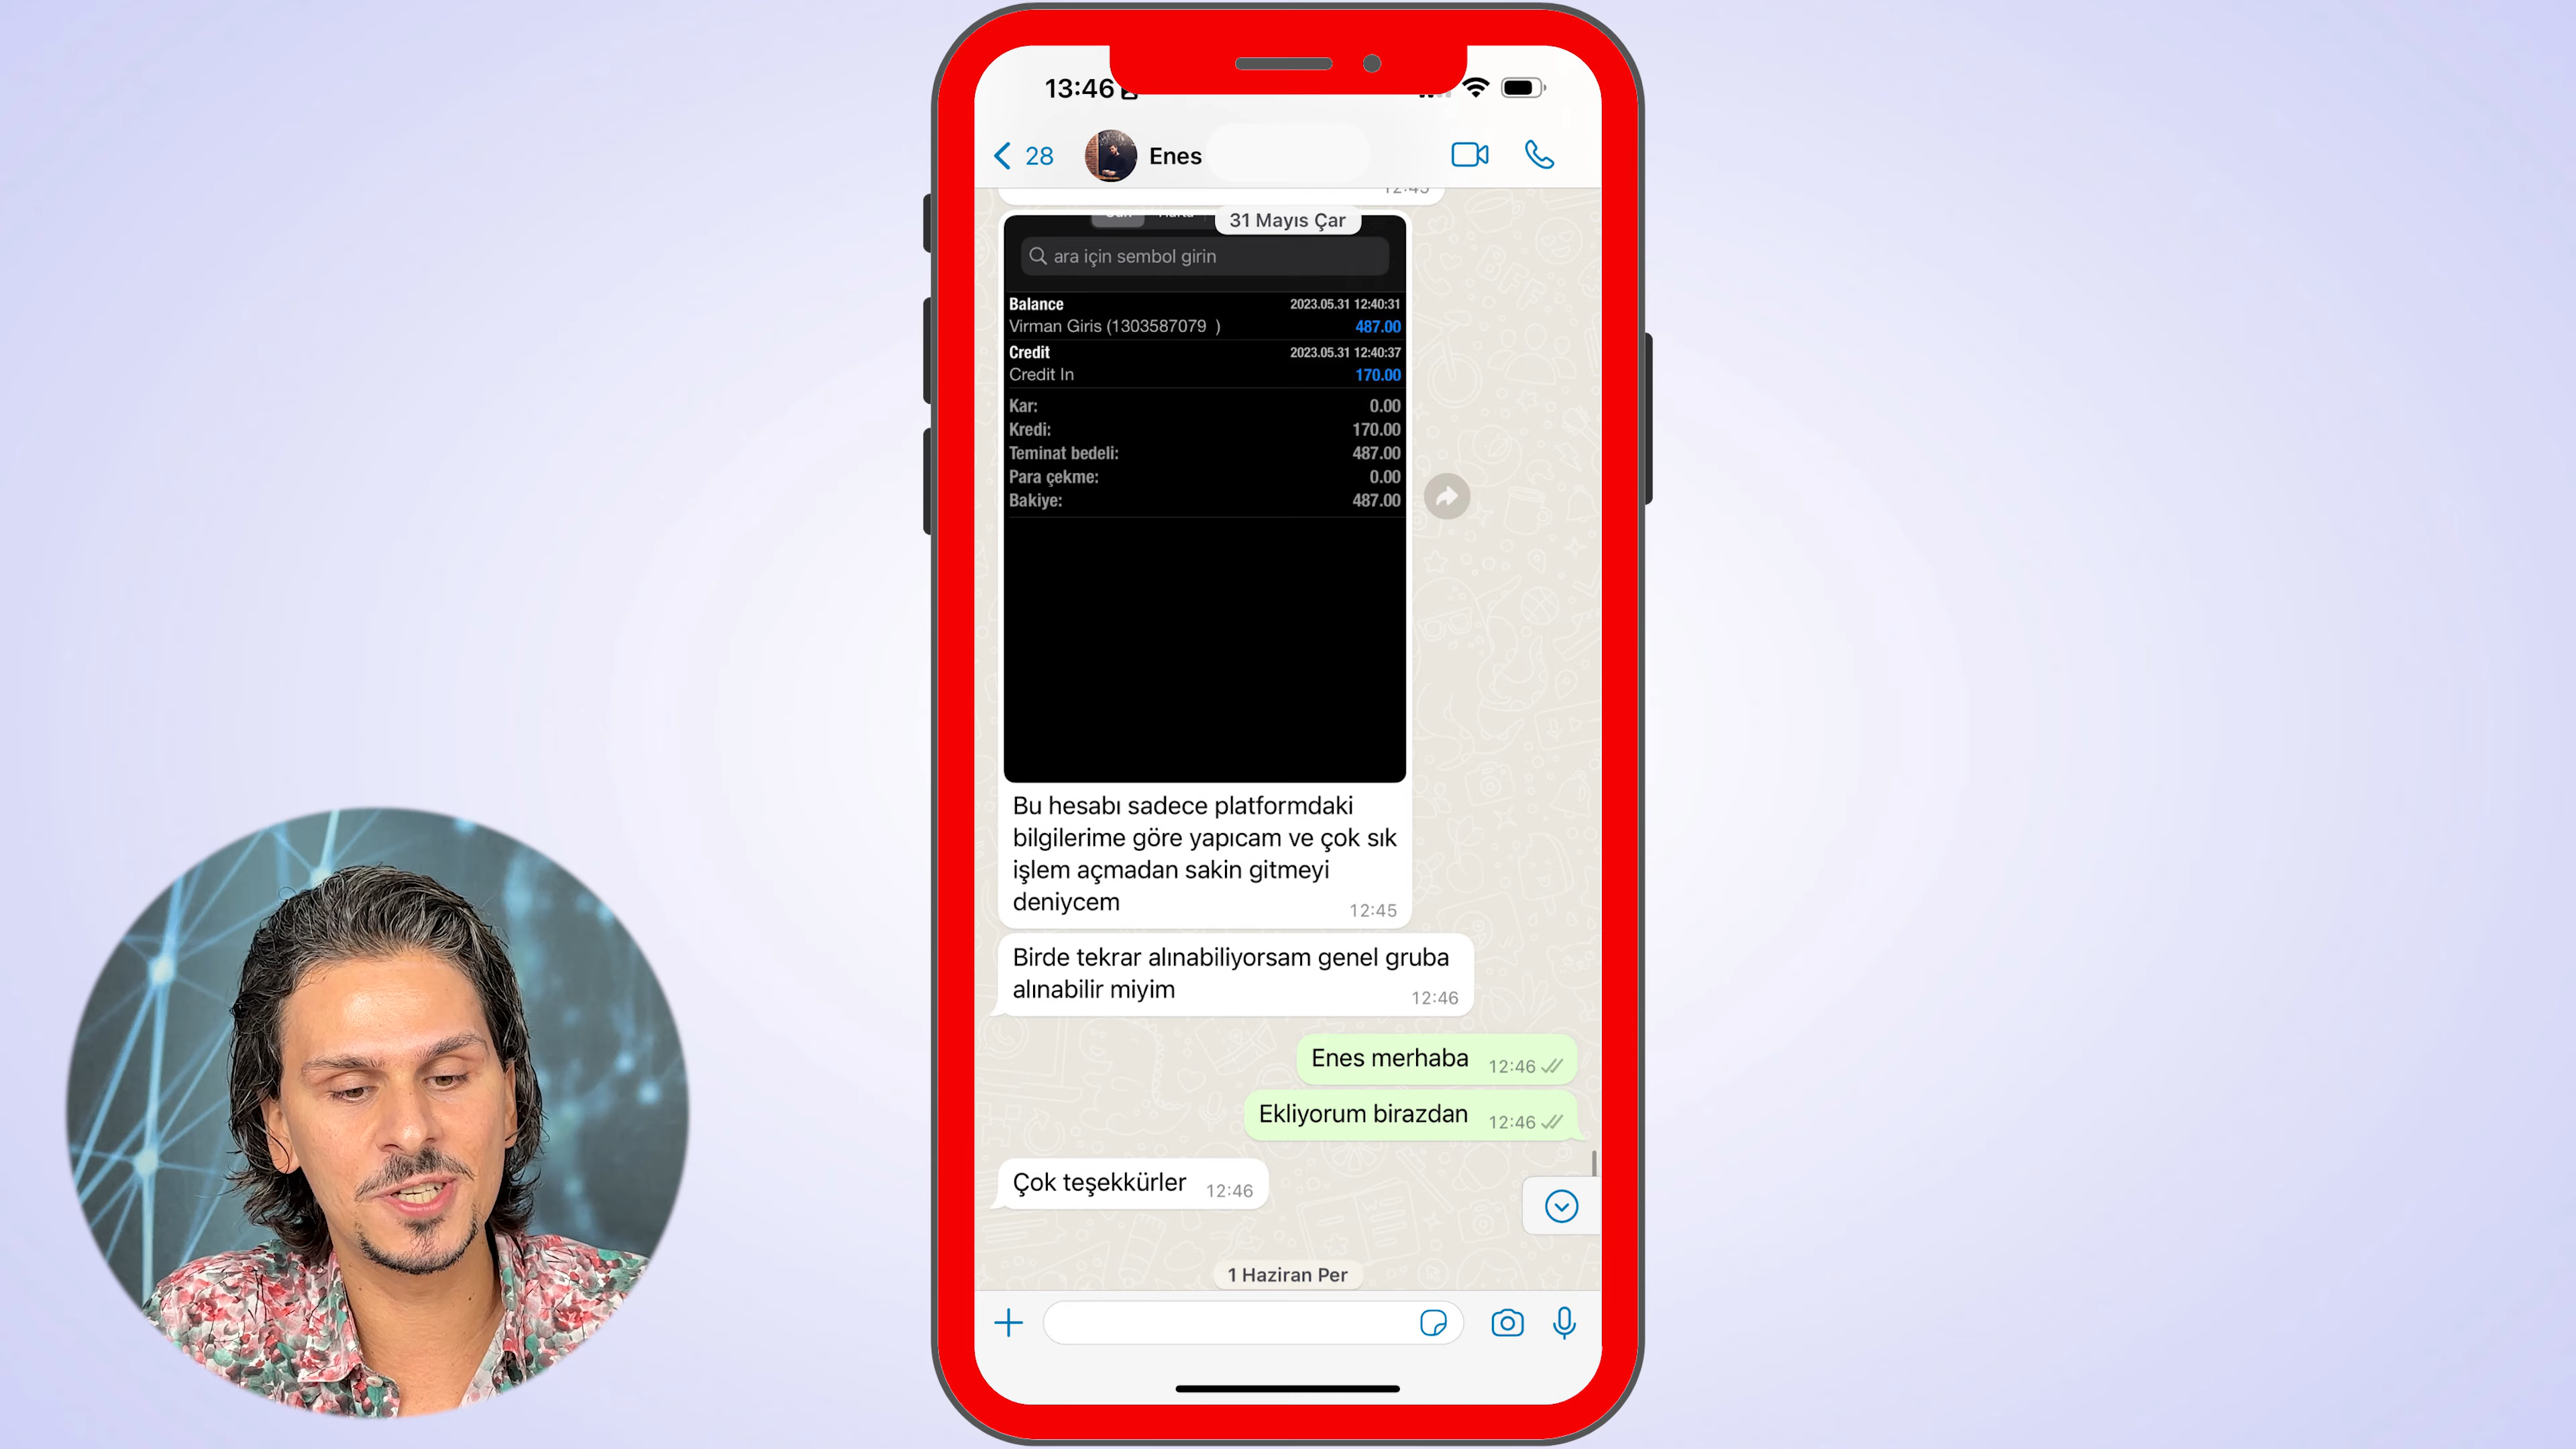 13:46
28 Enes
12:45
31 Mayıs Çar
ara için sembol girin
Balance 2023.05.31 12:40:31
Virman Giris (1303587079 ) 487.00
Credit 2023.05.31 12:40:37
Credit In 170.00
Kar: 0.00
Kredi: 170.00
Teminat bedeli: 487.00
Para çekme: 0.00
Bakiye: 487.00
Bu hesabı sadece platformdaki
bilgilerime göre yapıcam ve çok sık
işlem açmadan sakin gitmeyi
deniycem 12:45
Birde tekrar alınabiliyorsam genel gruba
alınabilir miyim 12:46
Enes merhaba 12:46
Ekliyorum birazdan 12:46
Çok teşekkürler 12:46
1 Haziran Per